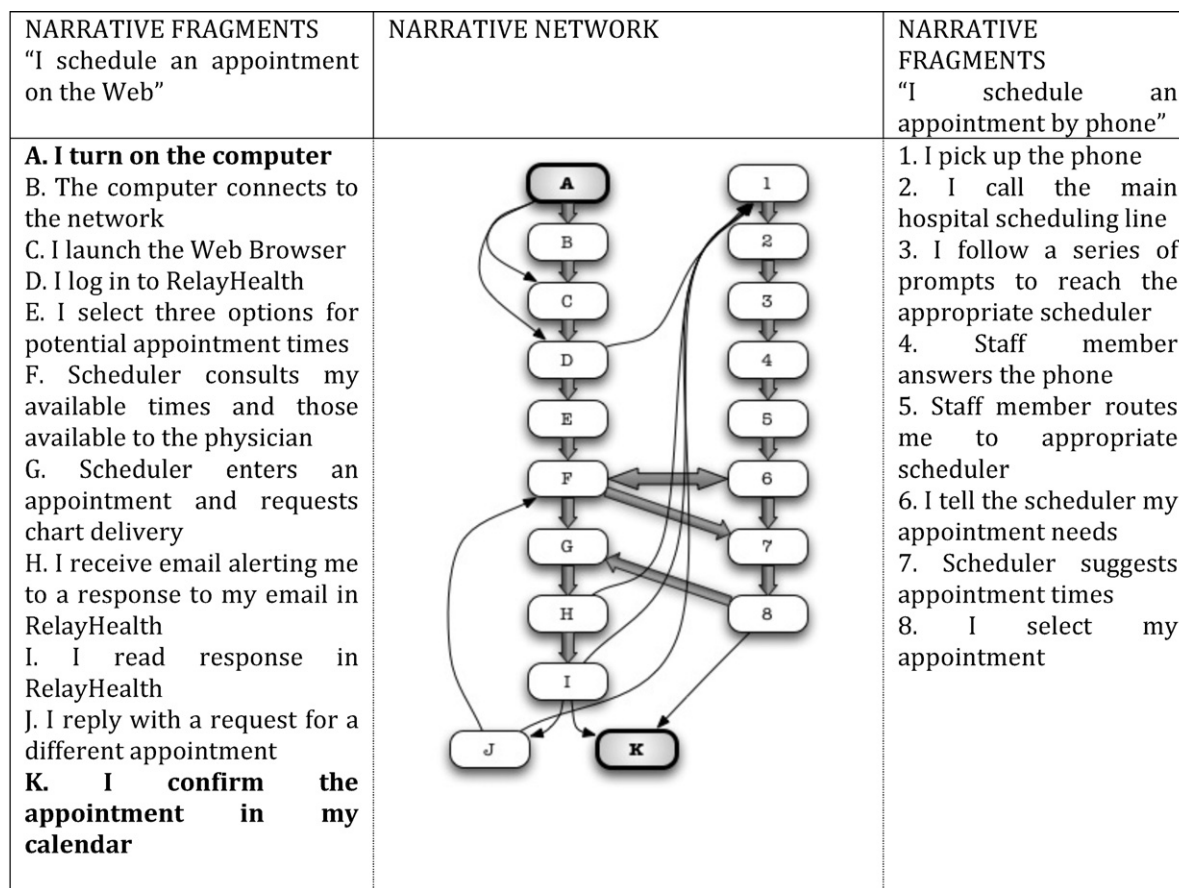 NARRATIVE FRAGMENTS
“I schedule an appointment
on the Web”
NARRATIVE NETWORK
NARRATIVE
FRAGMENTS
“I schedule an
appointment by phone”
A. I turn on the computer
B. The computer connects to
the network
C. I launch the Web Browser
D. I log in to RelayHealth
E. I select three options for
potential appointment times
F. Scheduler consults my
available times and those
available to the physician
G. Scheduler enters an
appointment and requests
chart delivery
H. I receive email alerting me
to a response to my email in
RelayHealth
I. I read response in
RelayHealth
J. I reply with a request for a
different appointment
K. I confirm the
appointment in my
calendar
A
B
C
D
E
F
G
H
I
J
K
1
2
3
4
5
6
7
8
1. I pick up the phone
2. I call the main
hospital scheduling line
3. I follow a series of
prompts to reach the
appropriate scheduler
4. Staff member
answers the phone
5. Staff member routes
me to appropriate
scheduler
6. I tell the scheduler my
appointment needs
7. Scheduler suggests
appointment times
8. I select my
appointment